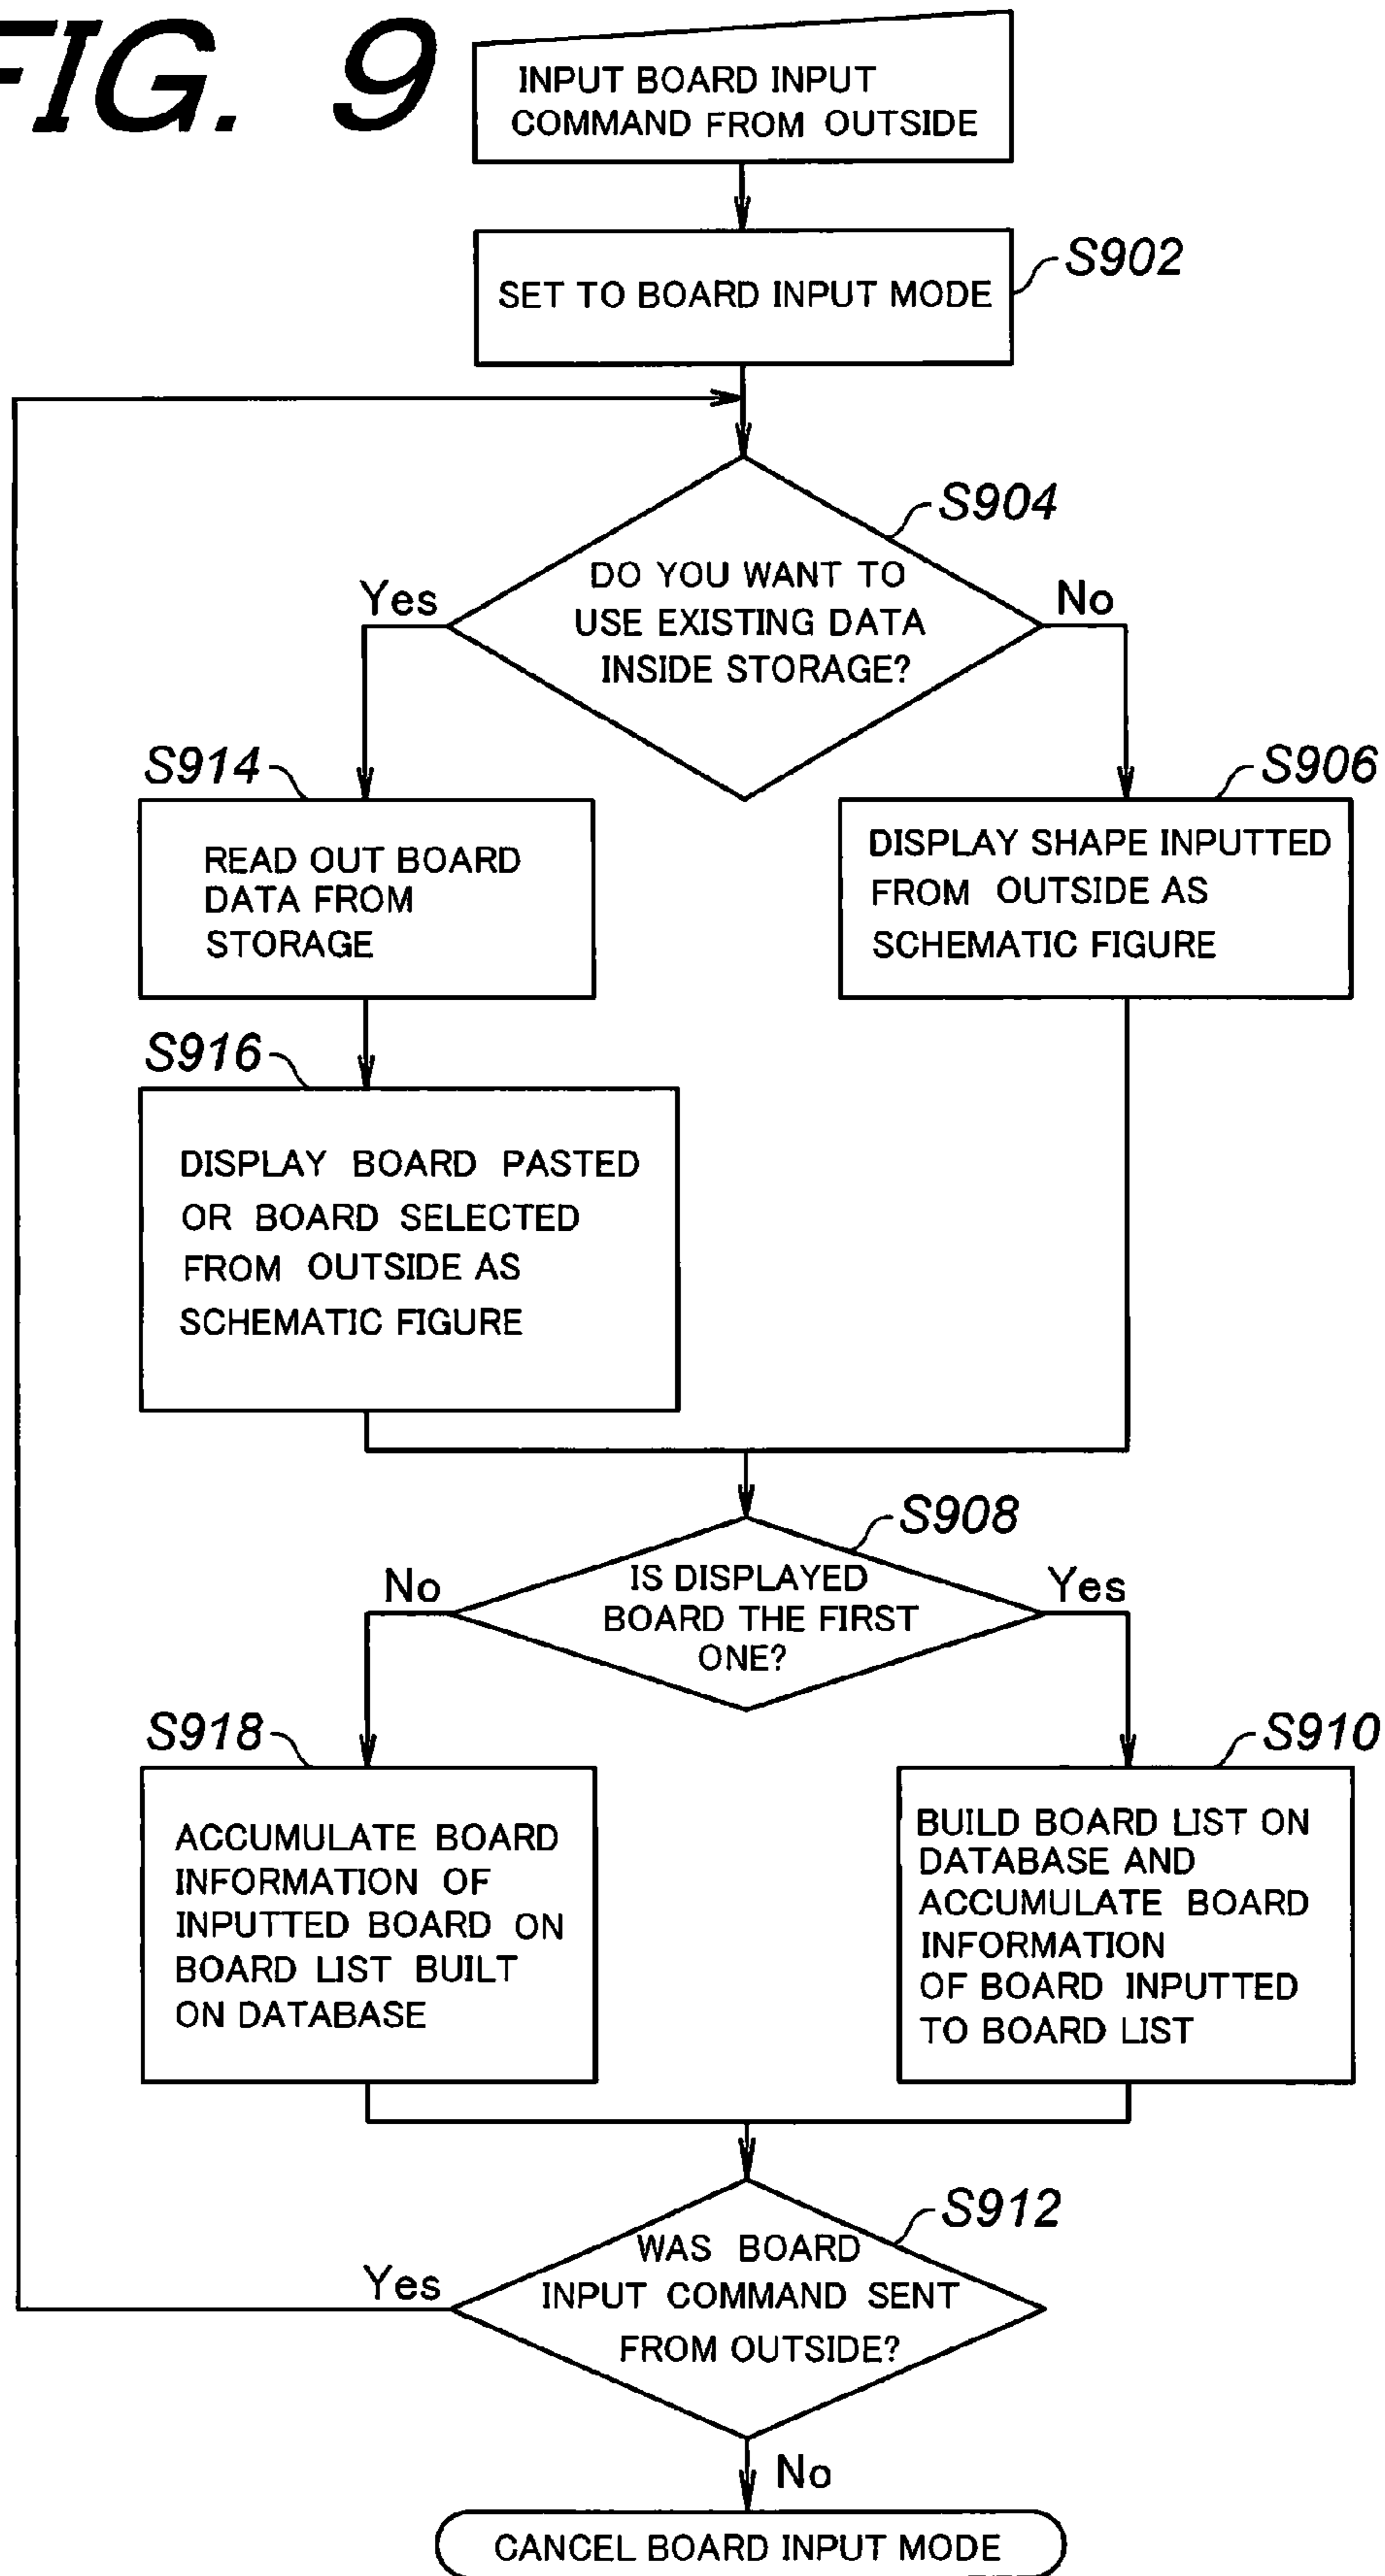 FIG. 9
INPUT BOARD INPUT
COMMAND FROM OUTSIDE
SET TO BOARD INPUT MODE
S902
S904
DO YOU WANT TO
USE EXISTING DATA
INSIDE STORAGE?
Yes
No
S914
READ OUT BOARD
DATA FROM
STORAGE
S906
DISPLAY SHAPE INPUTTED
FROM OUTSIDE AS
SCHEMATIC FIGURE
S916
DISPLAY BOARD PASTED
OR BOARD SELECTED
FROM OUTSIDE AS
SCHEMATIC FIGURE
S908
IS DISPLAYED
BOARD THE FIRST
ONE?
No
Yes
S918
ACCUMULATE BOARD
INFORMATION OF
INPUTTED BOARD ON
BOARD LIST BUILT
ON DATABASE
S910
BUILD BOARD LIST ON
DATABASE AND
ACCUMULATE BOARD
INFORMATION
OF BOARD INPUTTED
TO BOARD LIST
S912
WAS BOARD
INPUT COMMAND SENT
FROM OUTSIDE?
Yes
No
CANCEL BOARD INPUT MODE